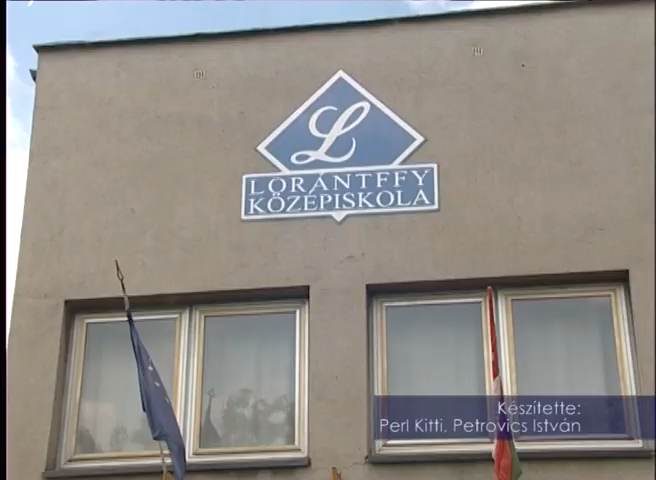 L
LORÁNTFFY
KÖZÉPISKOLA
Készítette:
Perl Kitti, Petrovics István